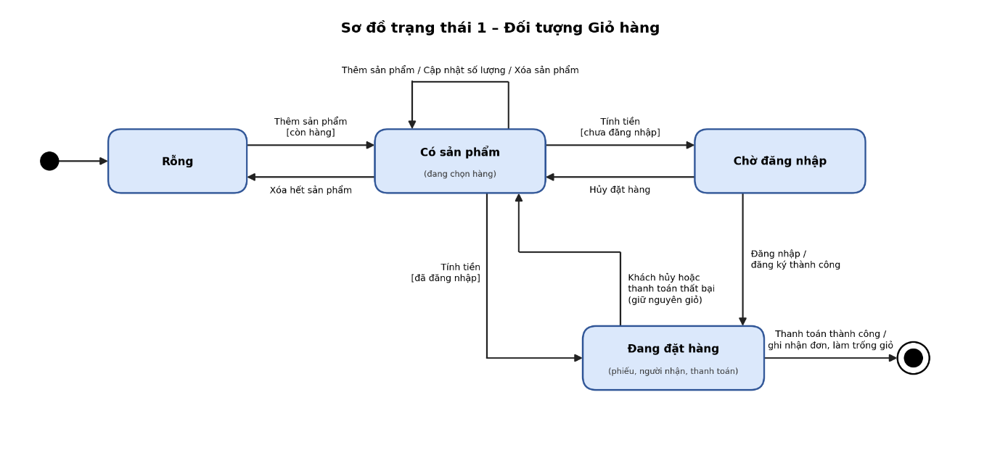 Sơ đồ trạng thái 1 – Đối tượng Giỏ hàng
Thêm sản phẩm / Cập nhật số lượng / Xóa sản phẩm
Thêm sản phẩm
[còn hàng]
Tính tiền
[chưa đăng nhập]
Rỗng
Có sản phẩm
(đang chọn hàng)
Chờ đăng nhập
Xóa hết sản phẩm
Hủy đặt hàng
Tính tiền
[đã đăng nhập]
Đăng nhập /
đăng ký thành công
Khách hủy hoặc
thanh toán thất bại
(giữ nguyên giỏ)
Thanh toán thành công /
ghi nhận đơn, làm trống giỏ
Đang đặt hàng
(phiếu, người nhận, thanh toán)